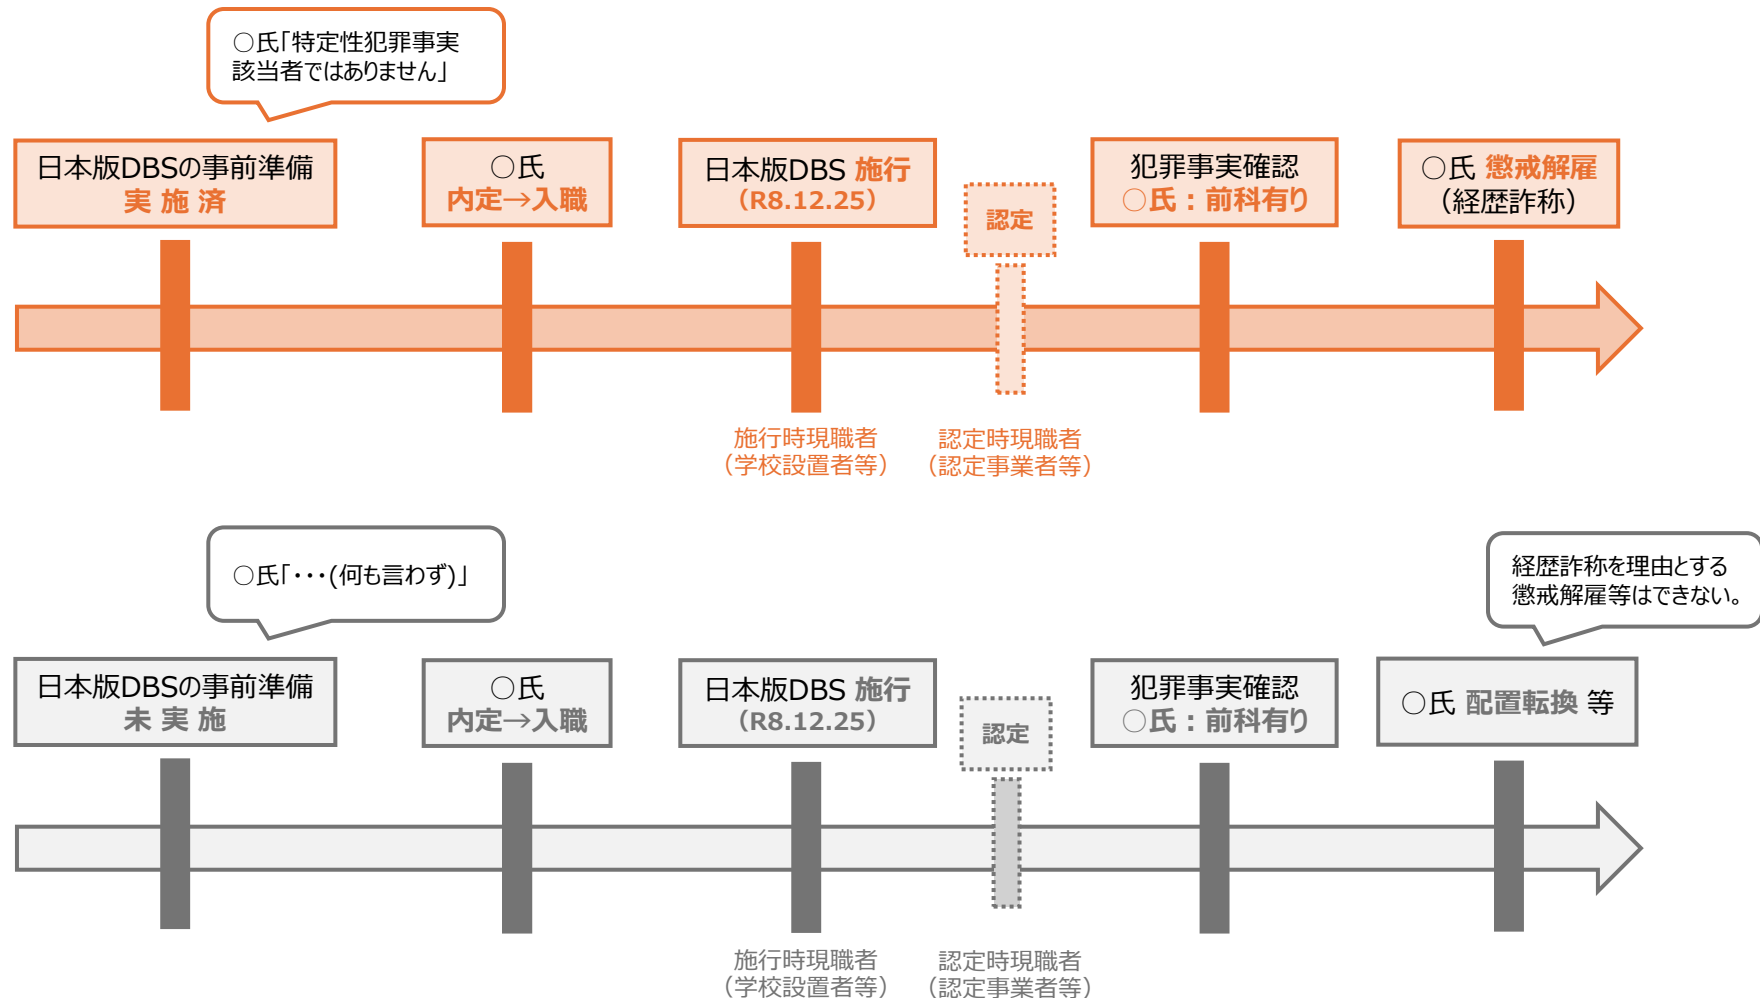 ○氏「特定性犯罪事実
該当者ではありません」
日本版DBSの事前準備
実 施 済
○氏
内定→入職
日本版DBS 施行
（R8.12.25）
認定
犯罪事実確認
○氏：前科有り
○氏 懲戒解雇
（経歴詐称）
施行時現職者
（学校設置者等）
認定時現職者
（認定事業者等）
○氏「・・・(何も言わず)」
経歴詐称を理由とする
懲戒解雇等はできない。
日本版DBSの事前準備
未 実 施
○氏
内定→入職
日本版DBS 施行
（R8.12.25）
認定
犯罪事実確認
○氏：前科有り
○氏 配置転換 等
施行時現職者
（学校設置者等）
認定時現職者
（認定事業者等）